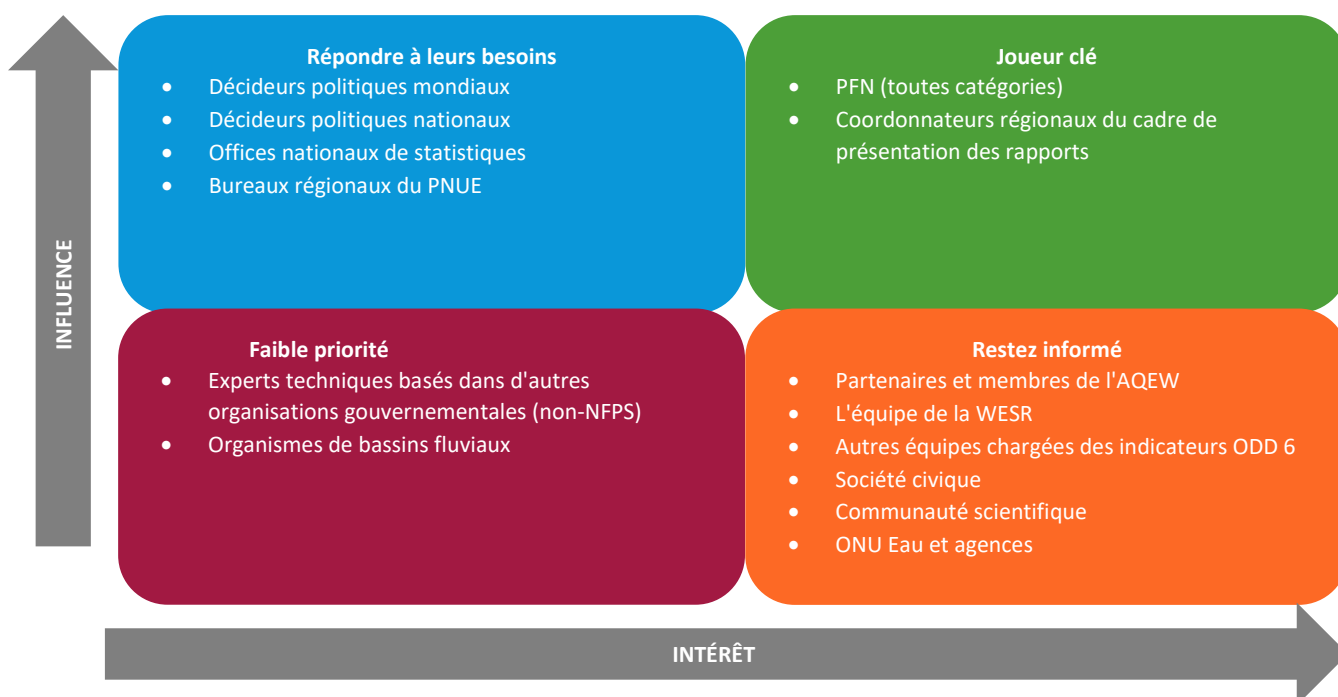 Répondre à leurs besoins
• Décideurs politiques mondiaux
• Décideurs politiques nationaux
• Offices nationaux de statistiques
• Bureaux régionaux du PNUE
Joueur clé
• PFN (toutes catégories)
• Coordonnateurs régionaux du cadre de
présentation des rapports
INFLUENCE
Faible priorité
• Experts techniques basés dans d'autres
organisations gouvernementales (non-NFPS)
• Organismes de bassins fluviaux
Restez informé
• Partenaires et membres de l'AQEW
• L'équipe de la WESR
• Autres équipes chargées des indicateurs ODD 6
• Société civique
• Communauté scientifique
• ONU Eau et agences
INTÉRÊT